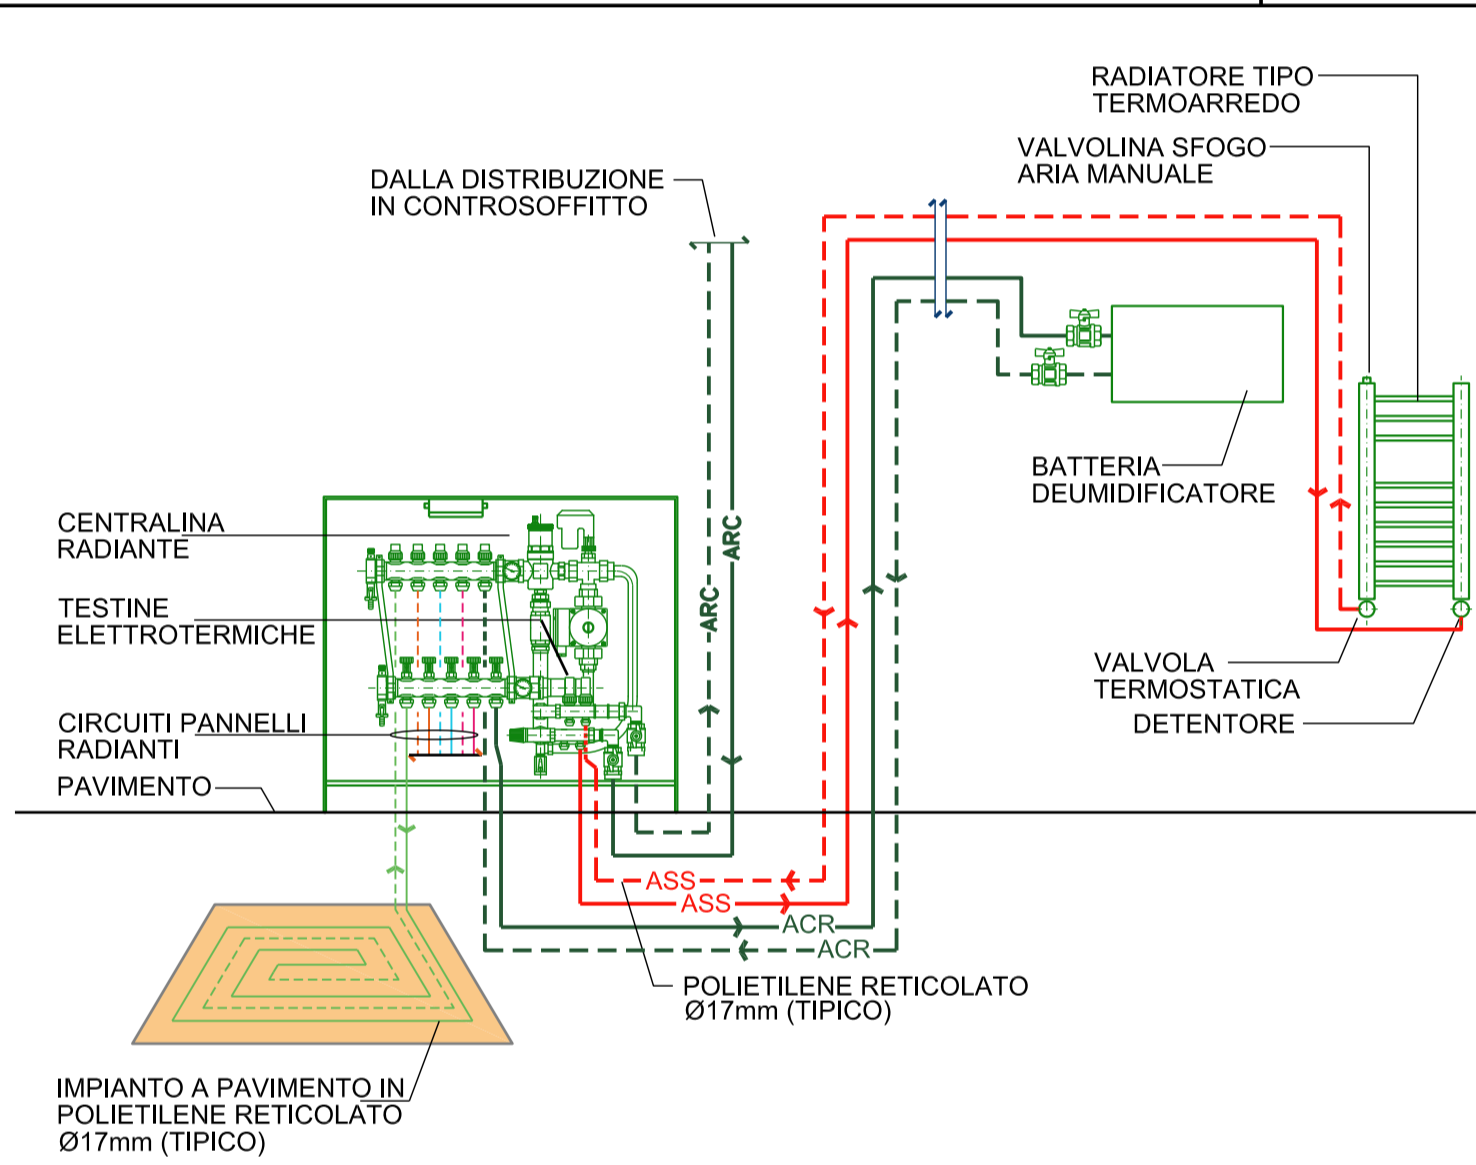 RADIATORE TIPO
TERMOARREDO
VALVOLINA SFOGO
ARIA MANUALE
DALLA DISTRIBUZIONE
IN CONTROSOFFITTO
BATTERIA
DEUMIDIFICATORE
CENTRALINA
RADIANTE
ARC
ARC
TESTINE
ELETTROTERMICHE
VALVOLA
TERMOSTATICA
DETENTORE
CIRCUITI PANNELLI
RADIANTI
PAVIMENTO
ASS
ASS
ACR
ACR
POLIETILENE RETICOLATO
Ø17mm (TIPICO)
IMPIANTO A PAVIMENTO IN
POLIETILENE RETICOLATO
Ø17mm (TIPICO)